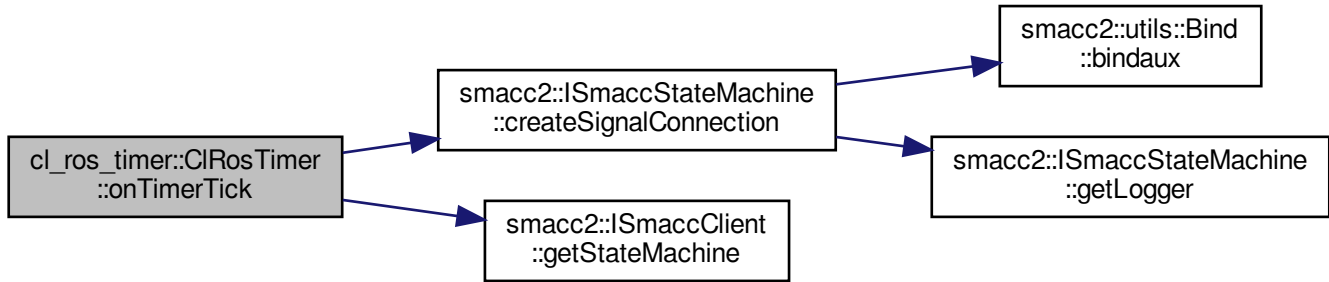 cl_ros_timer::ClRosTimer
::onTimerTick
smacc2::ISmaccStateMachine
::createSignalConnection
smacc2::ISmaccClient
::getStateMachine
smacc2::utils::Bind
::bindaux
smacc2::ISmaccStateMachine
::getLogger